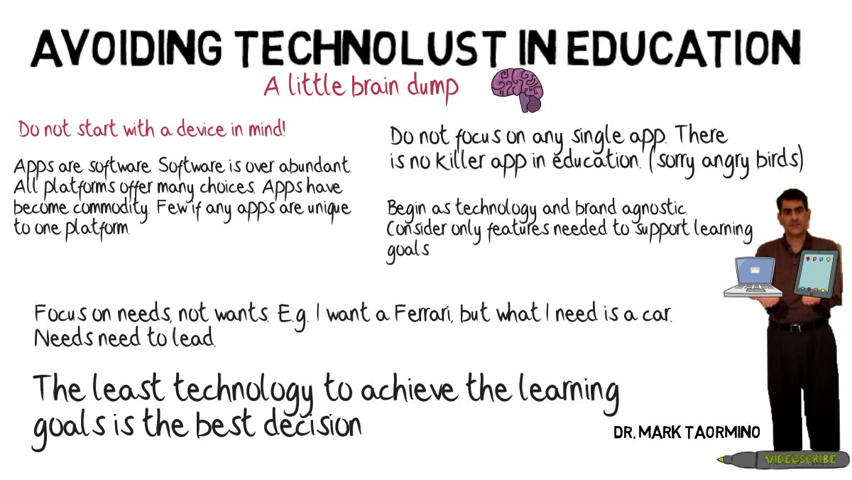 AVOIDING TECHNOLUST IN EDUCATION
A little brain dump
Do not start with a device in mind!
Apps are software. Software is over abundant.
All platforms offer many choices. Apps have
become commodity. Few if any apps are unique
to one platform.
Do not focus on any single app. There
is no killer app in education. (sorry angry birds)
Begin as technology and brand agnostic.
Consider only features needed to support learning
goals
Focus on needs, not wants. E.g. I want a Ferrari, but what I need is a car.
Needs need to lead.
The least technology to achieve the learning
goals is the best decision
DR. MARK TAORMINO
VIDEOSCRIBE